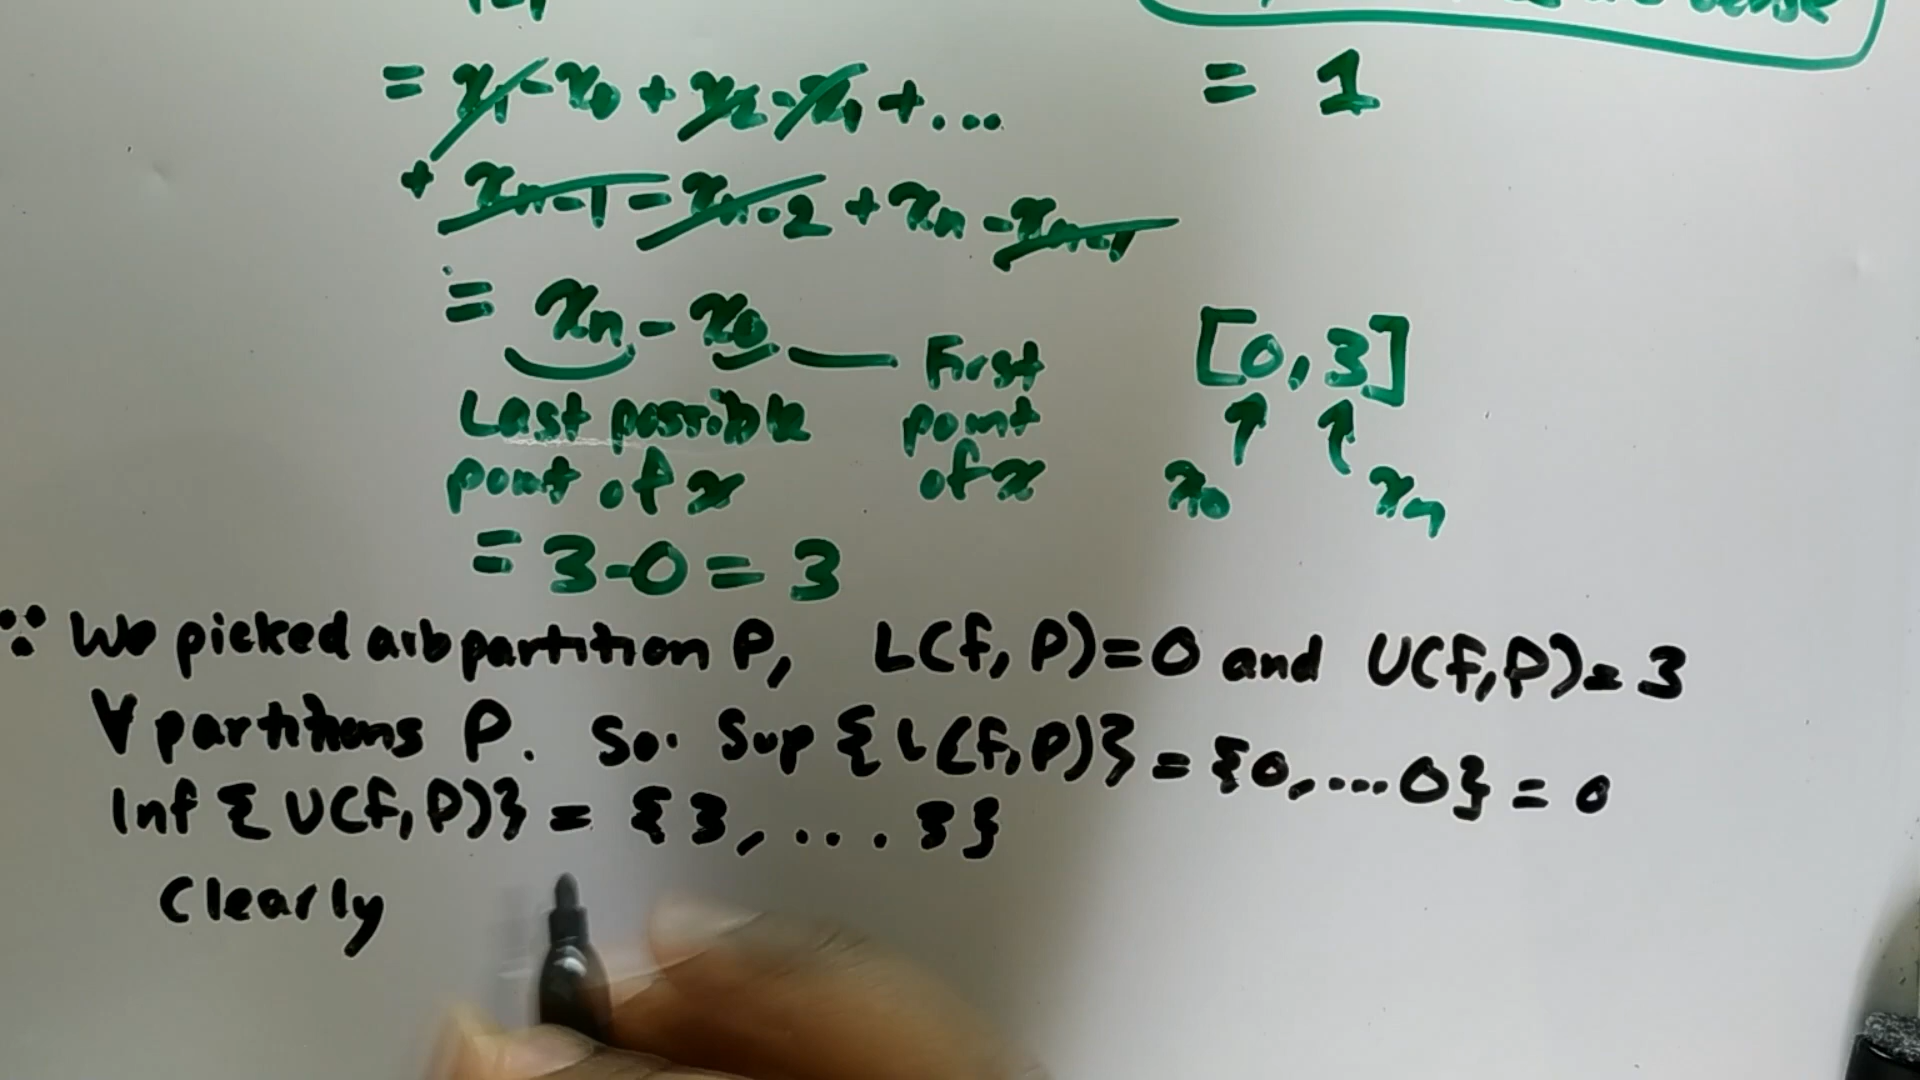 = x₁ - x₀ + x₂ - x₁ + ...
= 1
+ xₙ₋₁ - xₙ₋₂ + xₙ - xₙ₋₁
= xₙ - x₀ — First
[0, 3]
Last possible point
point of x of x
x₀ xₙ
= 3-0 = 3
∵ We picked arb partition P, L(f, P)=0 and U(f,P)= 3
∀ partitions P. So. Sup {L(f,P)} = {0,...0} = 0
Inf {U(f,P)} = {3, ... 3}
Clearly